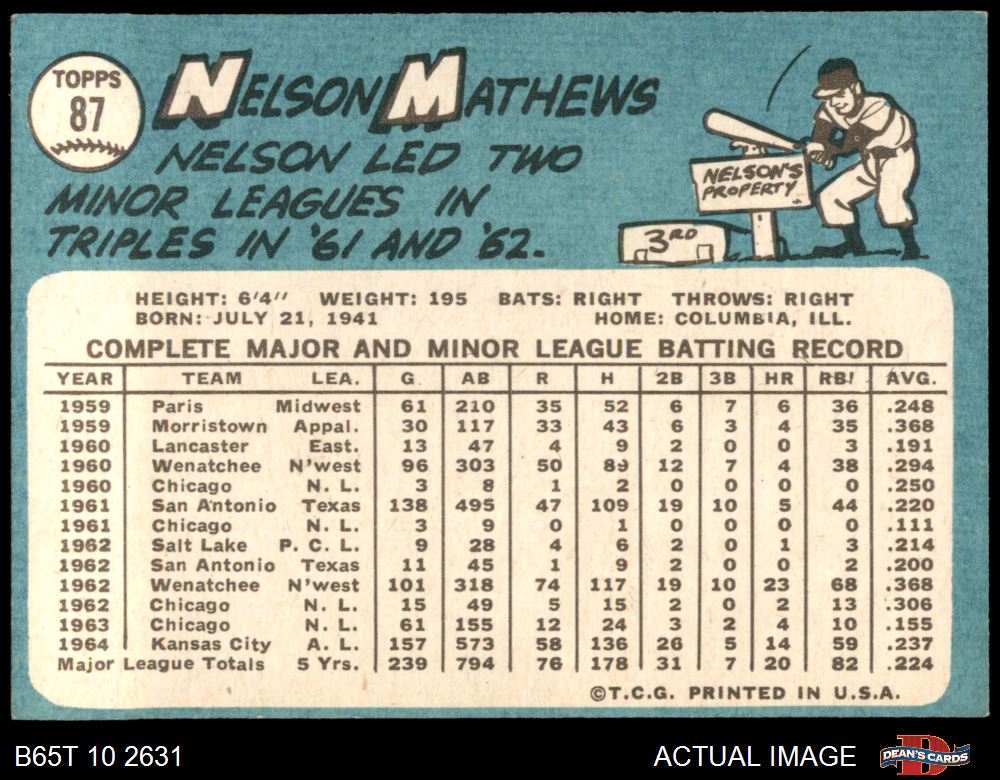 TOPPS
87
NELSON MATHEWS
NELSON LED TWO
MINOR LEAGUES IN
TRIPLES IN '61 AND '62.
NELSON'S
PROPERTY
3RD
HEIGHT: 6'4" WEIGHT: 195 BATS: RIGHT THROWS: RIGHT
BORN: JULY 21, 1941 HOME: COLUMBIA, ILL.
COMPLETE MAJOR AND MINOR LEAGUE BATTING RECORD
YEAR TEAM LEA. G AB R H 2B 3B HR RBI AVG.
1959 Paris Midwest 61 210 35 52 6 7 6 36 .248
1959 Morristown Appal. 30 117 33 43 6 3 4 35 .368
1960 Lancaster East. 13 47 4 9 2 0 0 3 .191
1960 Wenatchee N'west 96 303 50 89 12 7 4 38 .294
1960 Chicago N. L. 3 8 1 2 0 0 0 0 .250
1961 San Antonio Texas 138 495 47 109 19 10 5 44 .220
1961 Chicago N. L. 3 9 0 1 0 0 0 0 .111
1962 Salt Lake P. C. L. 9 28 4 6 2 0 1 3 .214
1962 San Antonio Texas 11 45 1 9 2 0 0 2 .200
1962 Wenatchee N'west 101 318 74 117 19 10 23 68 .368
1962 Chicago N. L. 15 49 5 15 2 0 2 13 .306
1963 Chicago N. L. 61 155 12 24 3 2 4 10 .155
1964 Kansas City A. L. 157 573 58 136 26 5 14 59 .237
Major League Totals 5 Yrs. 239 794 76 178 31 7 20 82 .224
©T.C.G. PRINTED IN U.S.A.
B65T 10 2631 ACTUAL IMAGE DEAN'S CARDS